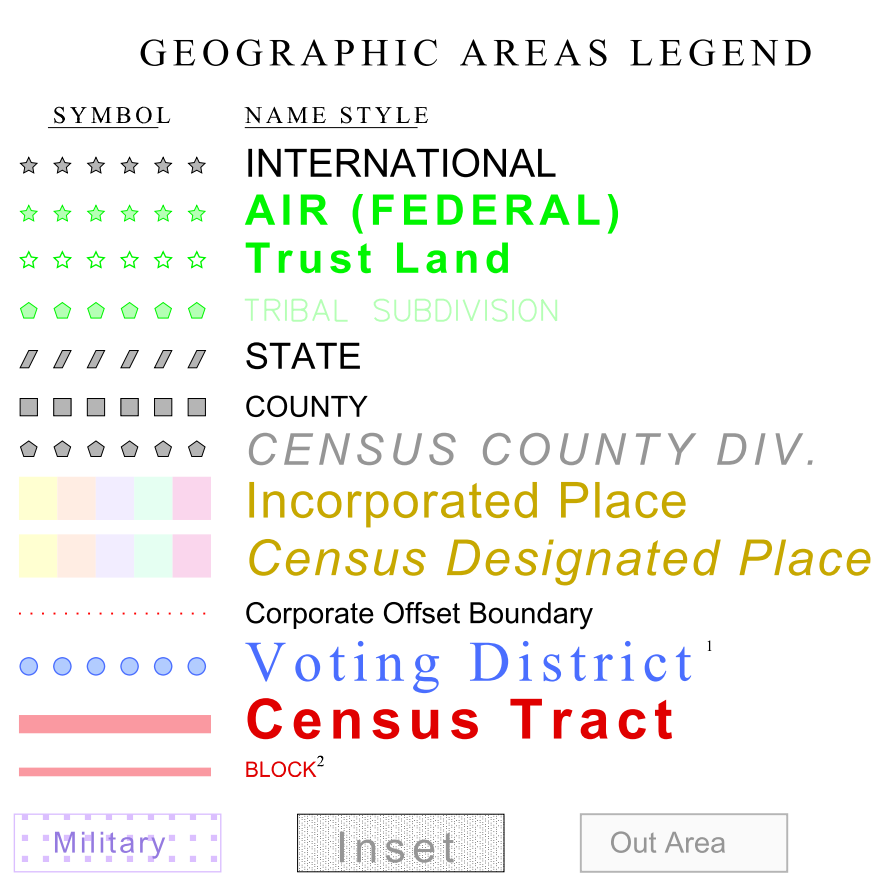 GEOGRAPHIC AREAS LEGEND
SYMBOL NAME STYLE
INTERNATIONAL
AIR (FEDERAL)
Trust Land
TRIBAL SUBDIVISION
STATE
COUNTY
CENSUS COUNTY DIV.
Incorporated Place
Census Designated Place
Corporate Offset Boundary
Voting District 1
Census Tract
BLOCK2
Military Inset Out Area